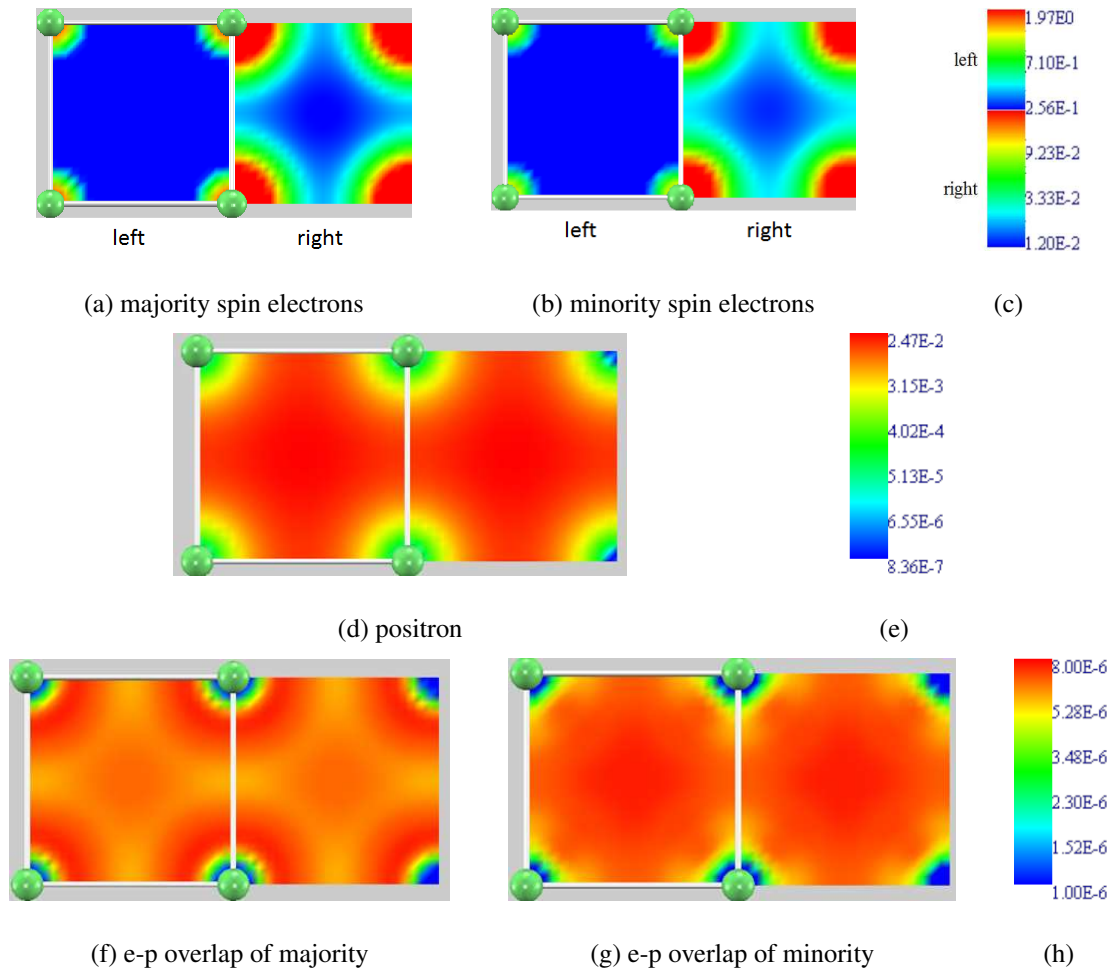 1.97E0
left
7.10E-1
2.56E-1
9.23E-2
right
3.33E-2
1.20E-2
left right
left right
(a) majority spin electrons
(b) minority spin electrons
(c)
2.47E-2
3.15E-3
4.02E-4
5.13E-5
6.55E-6
8.36E-7
(d) positron
(e)
8.00E-6
5.28E-6
3.48E-6
2.30E-6
1.52E-6
1.00E-6
(f) e-p overlap of majority
(g) e-p overlap of minority
(h)